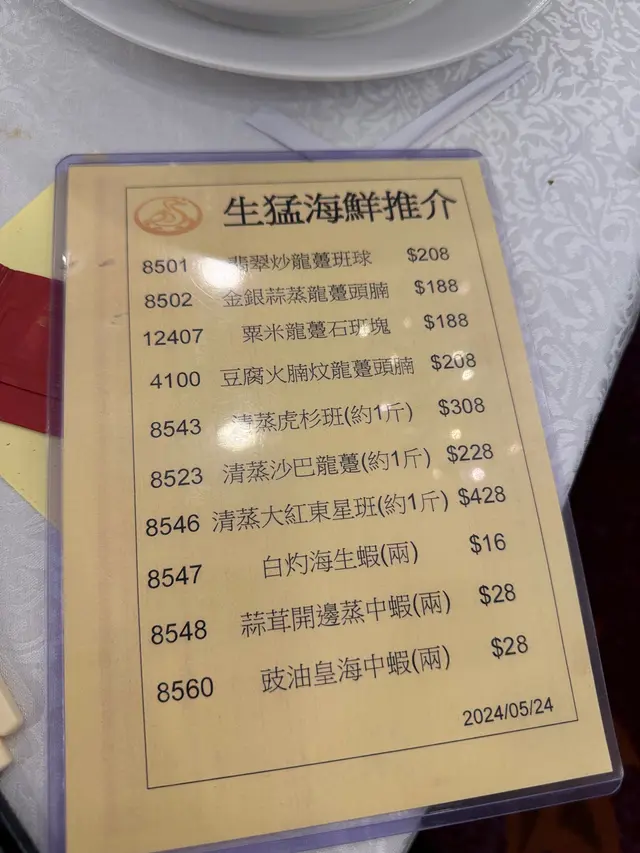 生猛海鮮推介
8501 翡翠炒龍躉班球 $208
8502 金銀蒜蒸龍躉頭腩 $188
12407 粟米龍躉石班塊 $188
4100 豆腐火腩炆龍躉頭腩 $208
8543 清蒸虎杉班(約1斤) $308
8523 清蒸沙巴龍躉(約1斤) $228
8546 清蒸大紅東星班(約1斤) $428
8547 白灼海生蝦(兩) $16
8548 蒜茸開邊蒸中蝦(兩) $28
8560 豉油皇海中蝦(兩) $28
2024/05/24